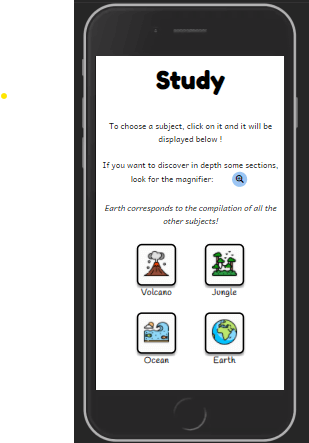 Study
To choose a subject, click on it and it will be
displayed below !
If you want to discover in depth some sections,
look for the magnifier:
Earth corresponds to the compilation of all the
other subjects!
Volcano Jungle
Ocean Earth